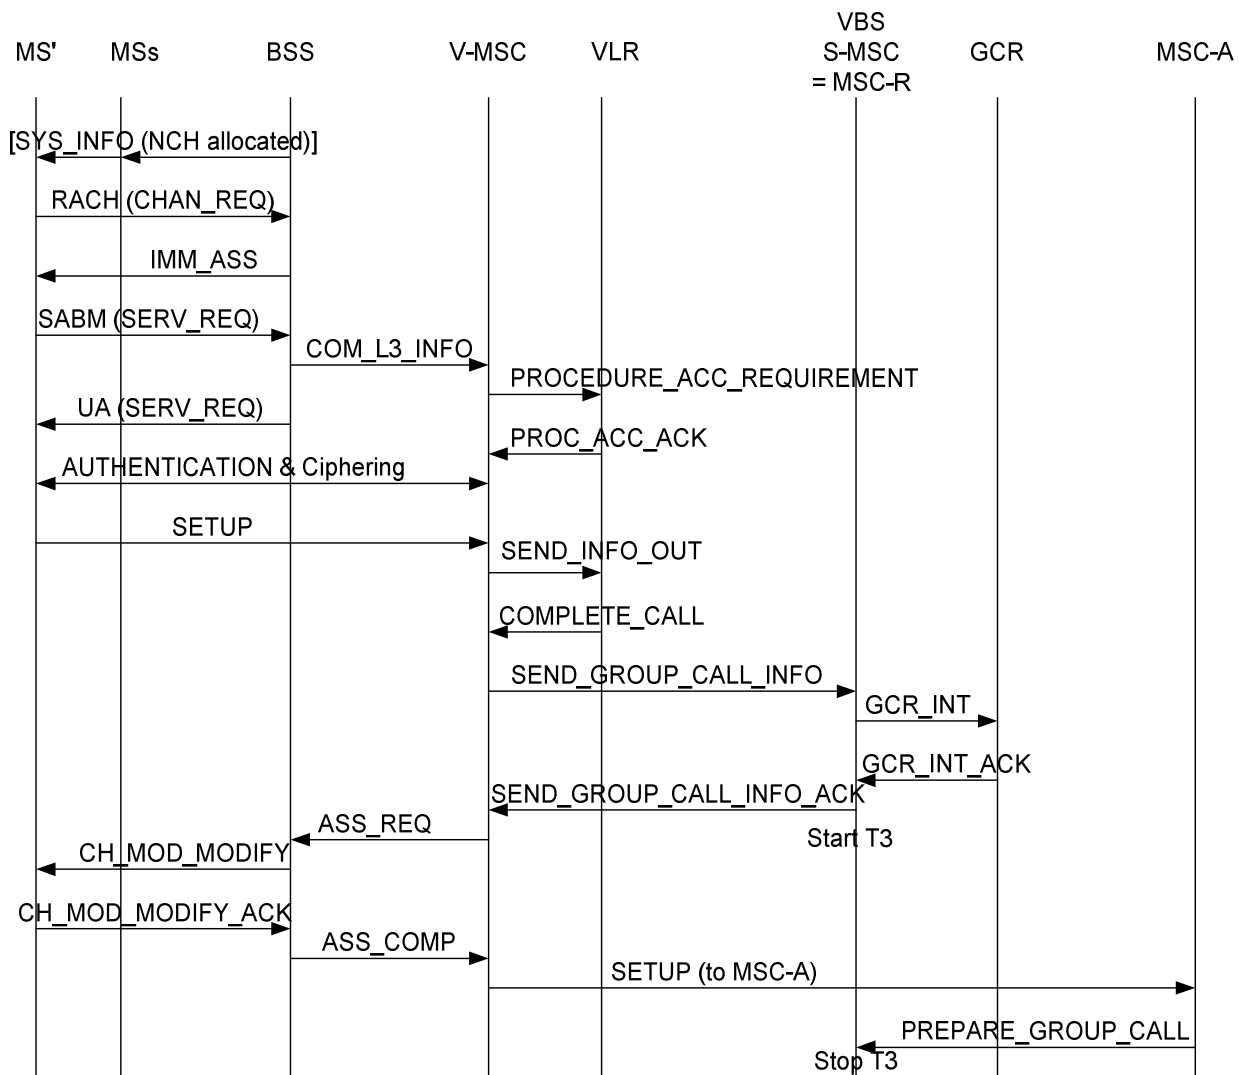 VBS
MS' MSs BSS V-MSC VLR S-MSC GCR MSC-A
= MSC-R
[SYS_INFO (NCH allocated)]
RACH (CHAN_REQ)
IMM_ASS
SABM (SERV_REQ)
COM_L3_INFO
PROCEDURE_ACC_REQUIREMENT
UA (SERV_REQ)
PROC_ACC_ACK
AUTHENTICATION & Ciphering
SETUP
SEND_INFO_OUT
COMPLETE_CALL
SEND_GROUP_CALL_INFO
GCR_INT
GCR_INT_ACK
SEND_GROUP_CALL_INFO_ACK
ASS_REQ
Start T3
CH_MOD_MODIFY
CH_MOD_MODIFY_ACK
ASS_COMP
SETUP (to MSC-A)
PREPARE_GROUP_CALL
Stop T3